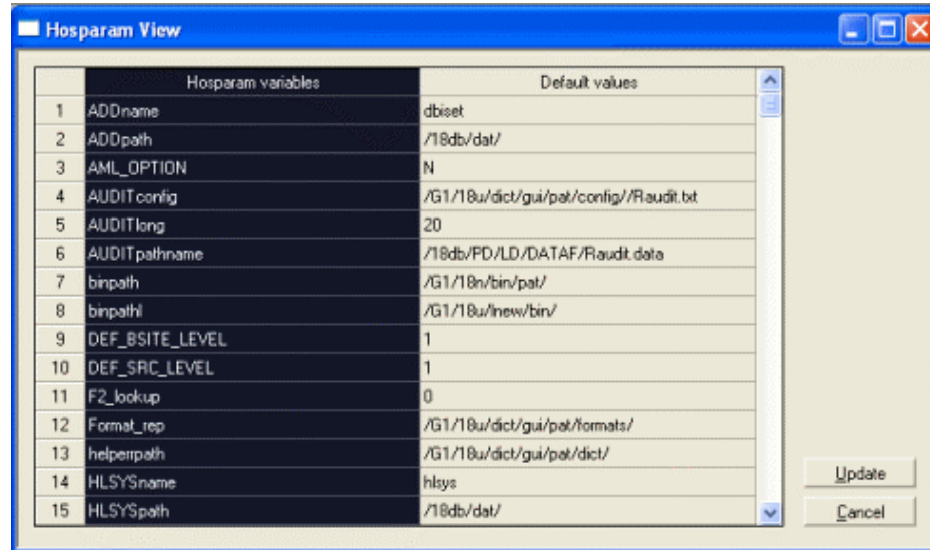 Hosparam View
Hosparam variables Default values
1 ADDname dbiset
2 ADDpath /18db/dat/
3 AML_OPTION N
4 AUDITconfig /G1/18u/dict/gui/pat/config//Raudit.txt
5 AUDITlong 20
6 AUDITpathname /18db/PD/LD/DATAF/Raudit.data
7 binpath /G1/18n/bin/pat/
8 binpathl /G1/18u/lnew/bin/
9 DEF_BSITE_LEVEL 1
10 DEF_SRC_LEVEL 1
11 F2_lookup 0
12 Format_rep /G1/18u/dict/gui/pat/formats/
13 helperrpath /G1/18u/dict/gui/pat/dict/
14 HLSYSname hlsys
15 HLSYSpath /18db/dat/
Update
Cancel